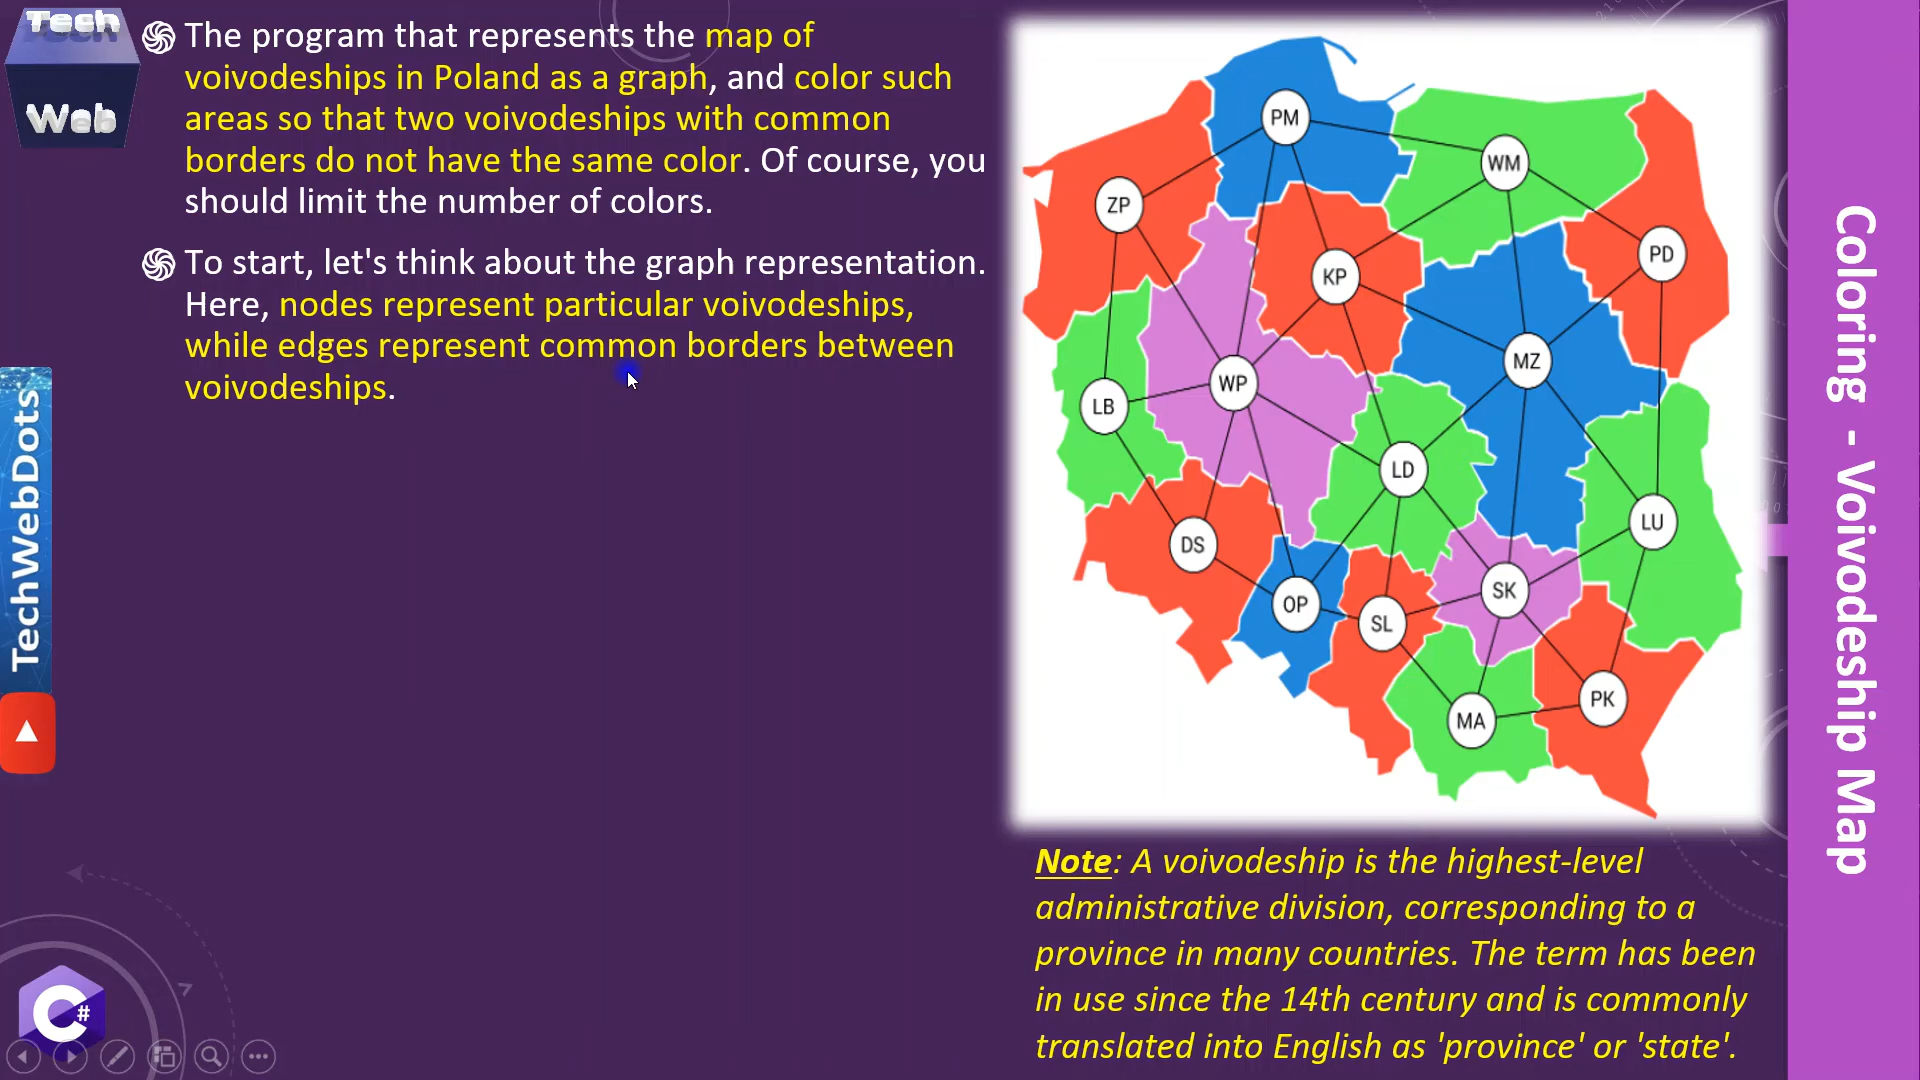 Tech
Web
The program that represents the map of
voivodeships in Poland as a graph, and color such
areas so that two voivodeships with common
borders do not have the same color. Of course, you
should limit the number of colors.
To start, let's think about the graph representation.
Here, nodes represent particular voivodeships,
while edges represent common borders between
voivodeships.
TechWebDots
PM
WM
ZP
PD
KP
MZ
WP
LB
LD
LU
DS
SK
OP
SL
PK
MA
Note: A voivodeship is the highest-level
administrative division, corresponding to a
province in many countries. The term has been
in use since the 14th century and is commonly
translated into English as 'province' or 'state'.
Coloring - Voivodeship Map
C#